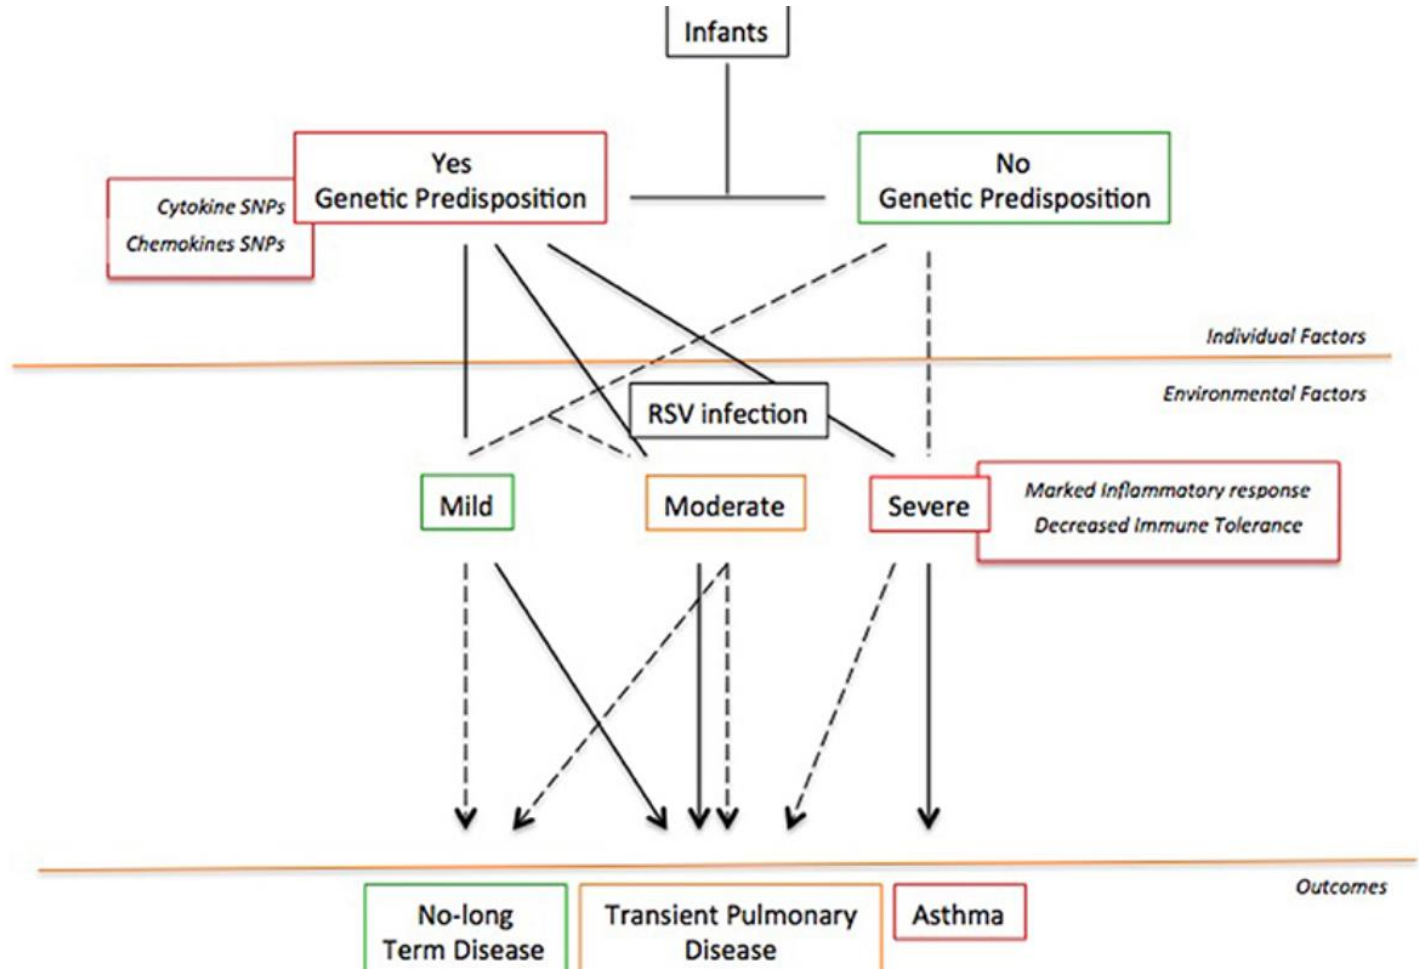 Infants
Yes
Genetic Predisposition
No
Genetic Predisposition
Cytokine SNPs
Chemokines SNPs
Individual Factors
Environmental Factors
RSV infection
Mild
Moderate
Severe
Marked Inflammatory response
Decreased Immune Tolerance
Outcomes
No-long
Term Disease
Transient Pulmonary
Disease
Asthma